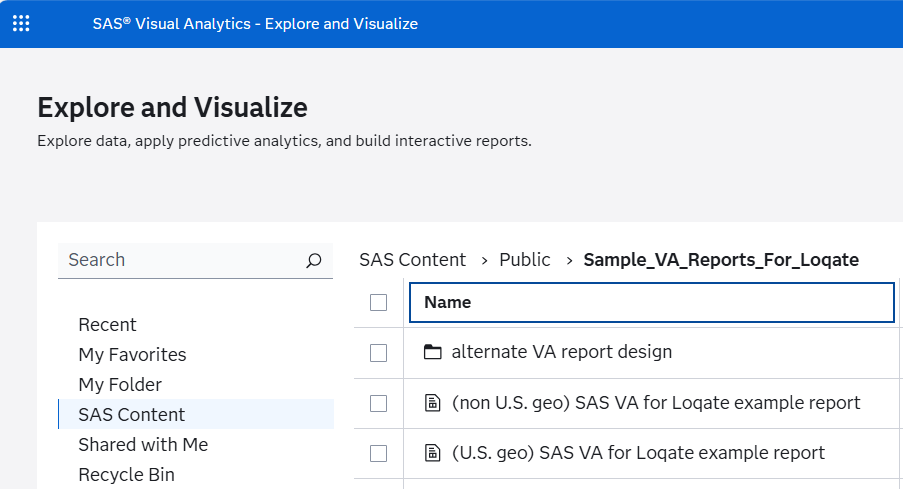 SAS® Visual Analytics - Explore and Visualize
Explore and Visualize
Explore data, apply predictive analytics, and build interactive reports.
Search
Recent
My Favorites
My Folder
SAS Content
Shared with Me
Recycle Bin
SAS Content > Public > Sample_VA_Reports_For_Loqate
Name
alternate VA report design
(non U.S. geo) SAS VA for Loqate example report
(U.S. geo) SAS VA for Loqate example report